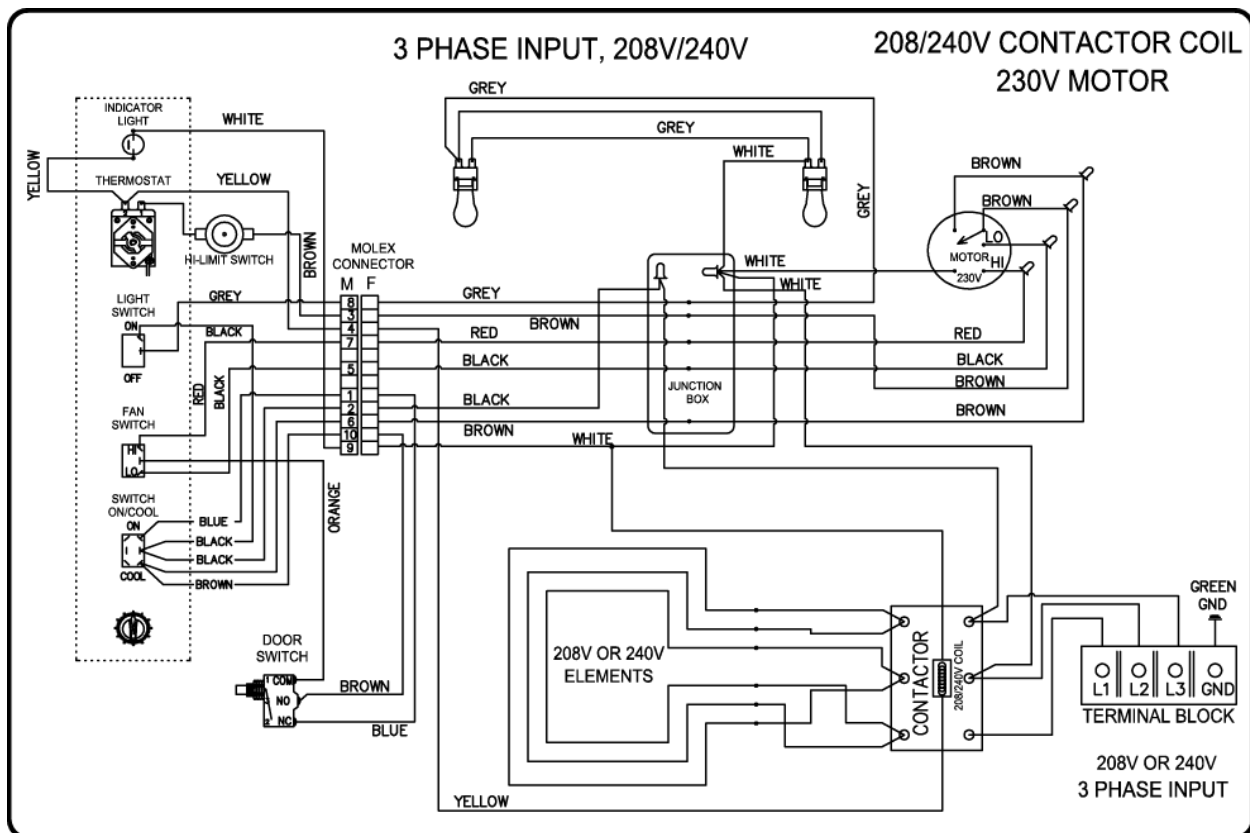 3 PHASE INPUT, 208V/240V
208/240V CONTACTOR COIL
230V MOTOR
INDICATOR
LIGHT
WHITE
YELLOW
THERMOSTAT
YELLOW
HI-LIMIT SWITCH
BROWN
MOLEX
CONNECTOR
M F
8
3
4
7
5
1
2
6
10
9
LIGHT
SWITCH
ON
OFF
GREY
BLACK
RED
BLACK
FAN
SWITCH
HI
LO
SWITCH
ON/COOL
ON
COOL
BLUE
BLACK
BLACK
BROWN
ORANGE
DOOR
SWITCH
1 COM
NO
2 NC
BROWN
BLUE
GREY
GREY
WHITE
GREY
WHITE
WHITE
GREY
BROWN
RED
BLACK
BLACK
BROWN
WHITE
JUNCTION
BOX
BROWN
BROWN
LO
MOTOR
HI
230V
RED
BLACK
BROWN
BROWN
208V OR 240V
ELEMENTS
YELLOW
CONTACTOR
208/240V COIL
GREEN
GND
L1 L2 L3 GND
TERMINAL BLOCK
208V OR 240V
3 PHASE INPUT